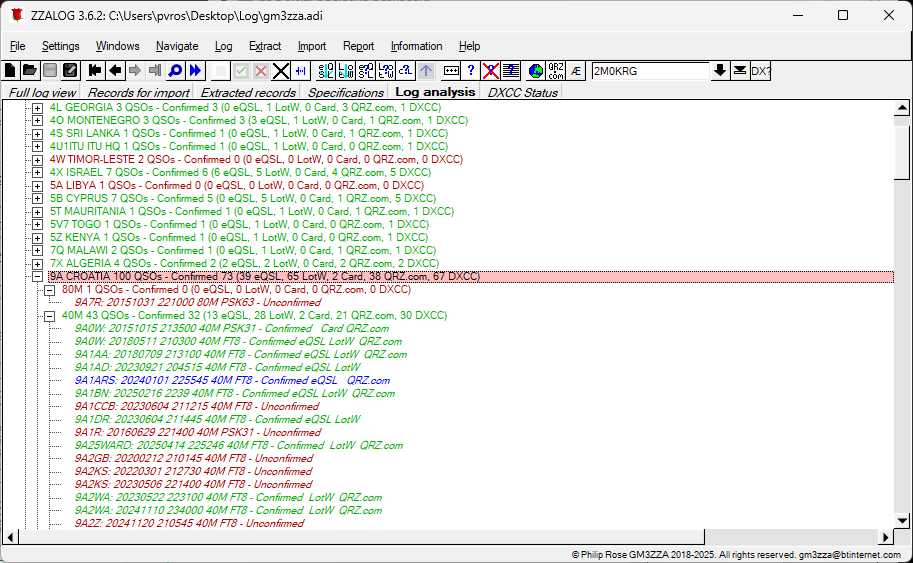 ZZALOG 3.6.2: C:\Users\pvros\Desktop\Log\gm3zza.adi
File Settings Windows Navigate Log Extract Import Report Information Help
QRZ .com Æ 2M0KRG DX?
Full log view Records for import Extracted records Specifications Log analysis DXCC Status
4L GEORGIA 3 QSOs - Confirmed 3 (0 eQSL, 1 LotW, 0 Card, 3 QRZ.com, 1 DXCC)
4O MONTENEGRO 3 QSOs - Confirmed 3 (3 eQSL, 1 LotW, 0 Card, 1 QRZ.com, 1 DXCC)
4S SRI LANKA 1 QSOs - Confirmed 1 (0 eQSL, 1 LotW, 0 Card, 1 QRZ.com, 1 DXCC)
4U1ITU ITU HQ 1 QSOs - Confirmed 1 (0 eQSL, 1 LotW, 0 Card, 0 QRZ.com, 1 DXCC)
4W TIMOR-LESTE 2 QSOs - Confirmed 0 (0 eQSL, 0 LotW, 0 Card, 0 QRZ.com, 0 DXCC)
4X ISRAEL 7 QSOs - Confirmed 6 (6 eQSL, 5 LotW, 0 Card, 4 QRZ.com, 5 DXCC)
5A LIBYA 1 QSOs - Confirmed 0 (0 eQSL, 0 LotW, 0 Card, 0 QRZ.com, 0 DXCC)
5B CYPRUS 7 QSOs - Confirmed 5 (0 eQSL, 5 LotW, 0 Card, 1 QRZ.com, 5 DXCC)
5T MAURITANIA 1 QSOs - Confirmed 1 (0 eQSL, 1 LotW, 0 Card, 1 QRZ.com, 1 DXCC)
5V7 TOGO 1 QSOs - Confirmed 1 (0 eQSL, 1 LotW, 0 Card, 0 QRZ.com, 1 DXCC)
5Z KENYA 1 QSOs - Confirmed 1 (0 eQSL, 1 LotW, 0 Card, 0 QRZ.com, 1 DXCC)
7Q MALAWI 2 QSOs - Confirmed 1 (0 eQSL, 1 LotW, 0 Card, 1 QRZ.com, 1 DXCC)
7X ALGERIA 4 QSOs - Confirmed 2 (2 eQSL, 2 LotW, 0 Card, 2 QRZ.com, 2 DXCC)
9A CROATIA 100 QSOs - Confirmed 73 (39 eQSL, 65 LotW, 2 Card, 38 QRZ.com, 67 DXCC)
80M 1 QSOs - Confirmed 0 (0 eQSL, 0 LotW, 0 Card, 0 QRZ.com, 0 DXCC)
9A7R: 20151031 221000 80M PSK63 - Unconfirmed
40M 43 QSOs - Confirmed 32 (13 eQSL, 28 LotW, 2 Card, 21 QRZ.com, 30 DXCC)
9A0W: 20151015 213500 40M PSK31 - Confirmed Card QRZ.com
9A0W: 20180511 210300 40M FT8 - Confirmed eQSL LotW QRZ.com
9A1AA: 20180709 213100 40M FT8 - Confirmed eQSL LotW QRZ.com
9A1AD: 20230921 204515 40M FT8 - Confirmed eQSL LotW
9A1ARS: 20240101 225545 40M FT8 - Confirmed eQSL QRZ.com
9A1BN: 20250216 2239 40M FT8 - Confirmed eQSL LotW QRZ.com
9A1CCB: 20230604 211215 40M FT8 - Unconfirmed
9A1DR: 20230604 211445 40M FT8 - Confirmed eQSL LotW
9A1R: 20160629 221400 40M PSK31 - Unconfirmed
9A25WARD: 20250414 225246 40M FT8 - Confirmed LotW QRZ.com
9A2GB: 20200212 210145 40M FT8 - Unconfirmed
9A2KS: 20220301 212730 40M FT8 - Unconfirmed
9A2KS: 20230506 221400 40M FT8 - Unconfirmed
9A2WA: 20230522 223100 40M FT8 - Confirmed LotW QRZ.com
9A2WA: 20241110 234000 40M FT8 - Confirmed LotW QRZ.com
9A2Z: 20241120 210545 40M FT8 - Unconfirmed
© Philip Rose GM3ZZA 2018-2025. All rights reserved. gm3zza@btinternet.com